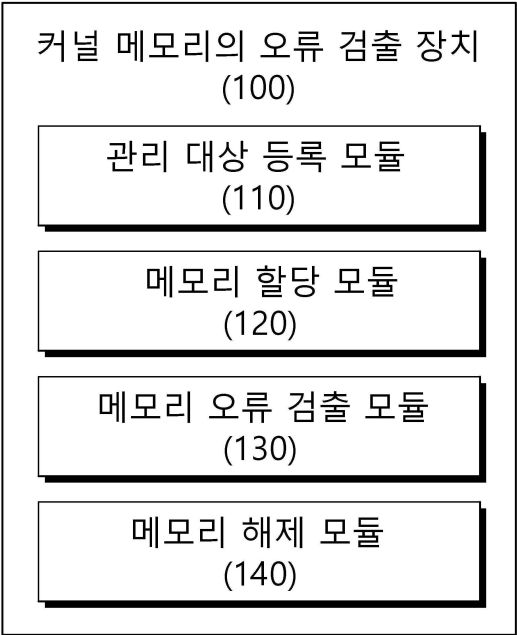 커널 메모리의 오류 검출 장치
(100)
관리 대상 등록 모듈
(110)
메모리 할당 모듈
(120)
메모리 오류 검출 모듈
(130)
메모리 해제 모듈
(140)